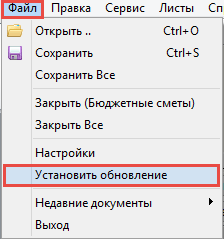 Файл Правка Сервис Листы
Открыть .. Ctrl+O
Сохранить Ctrl+S
Сохранить Все
Закрыть (Бюджетные сметы)
Закрыть Все
Настройки
Установить обновление
Недавние документы
Выход